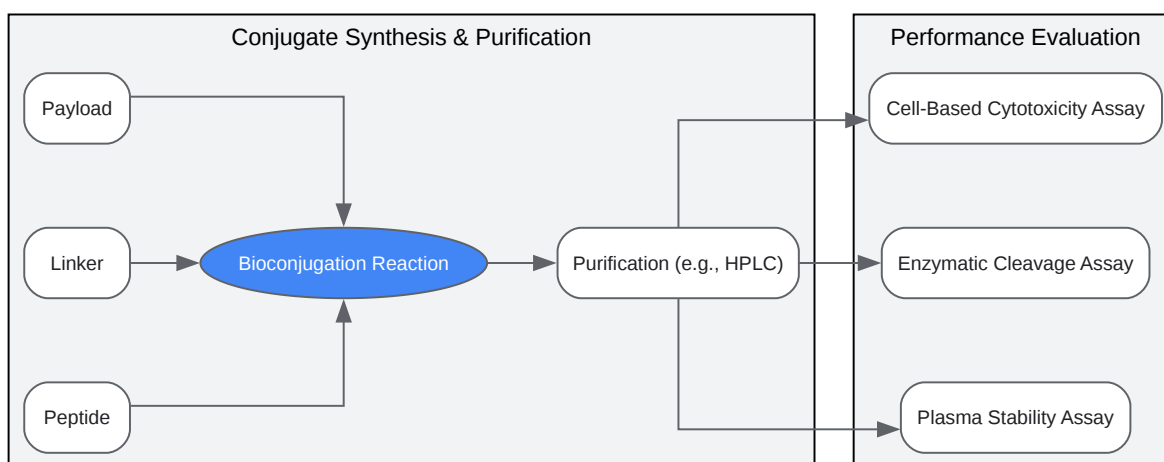 Conjugate Synthesis & Purification
Payload
Linker
Peptide
Bioconjugation Reaction
Purification (e.g., HPLC)
Performance Evaluation
Cell-Based Cytotoxicity Assay
Enzymatic Cleavage Assay
Plasma Stability Assay